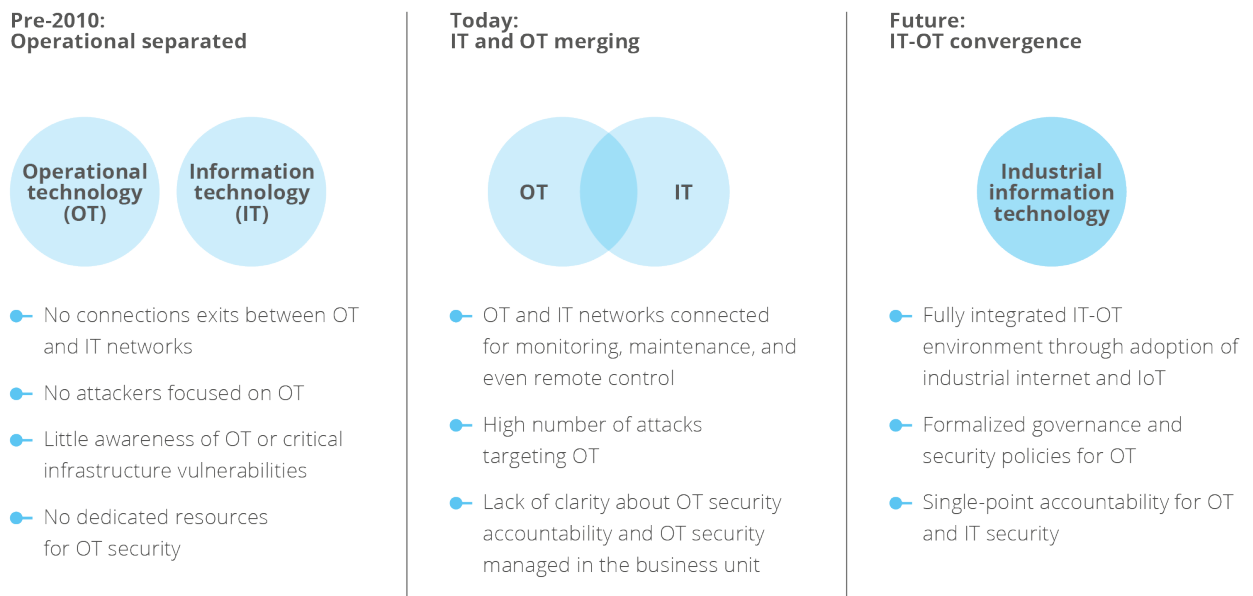 Pre-2010:
Operational separated
Operational
technology
(OT)
Information
technology
(IT)
No connections exits between OT
and IT networks
No attackers focused on OT
Little awareness of OT or critical
infrastructure vulnerabilities
No dedicated resources
for OT security
Today:
IT and OT merging
OT
IT
OT and IT networks connected
for monitoring, maintenance, and
even remote control
High number of attacks
targeting OT
Lack of clarity about OT security
accountability and OT security
managed in the business unit
Future:
IT-OT convergence
Industrial
information
technology
Fully integrated IT-OT
environment through adoption of
industrial internet and IoT
Formalized governance and
security policies for OT
Single-point accountability for OT
and IT security